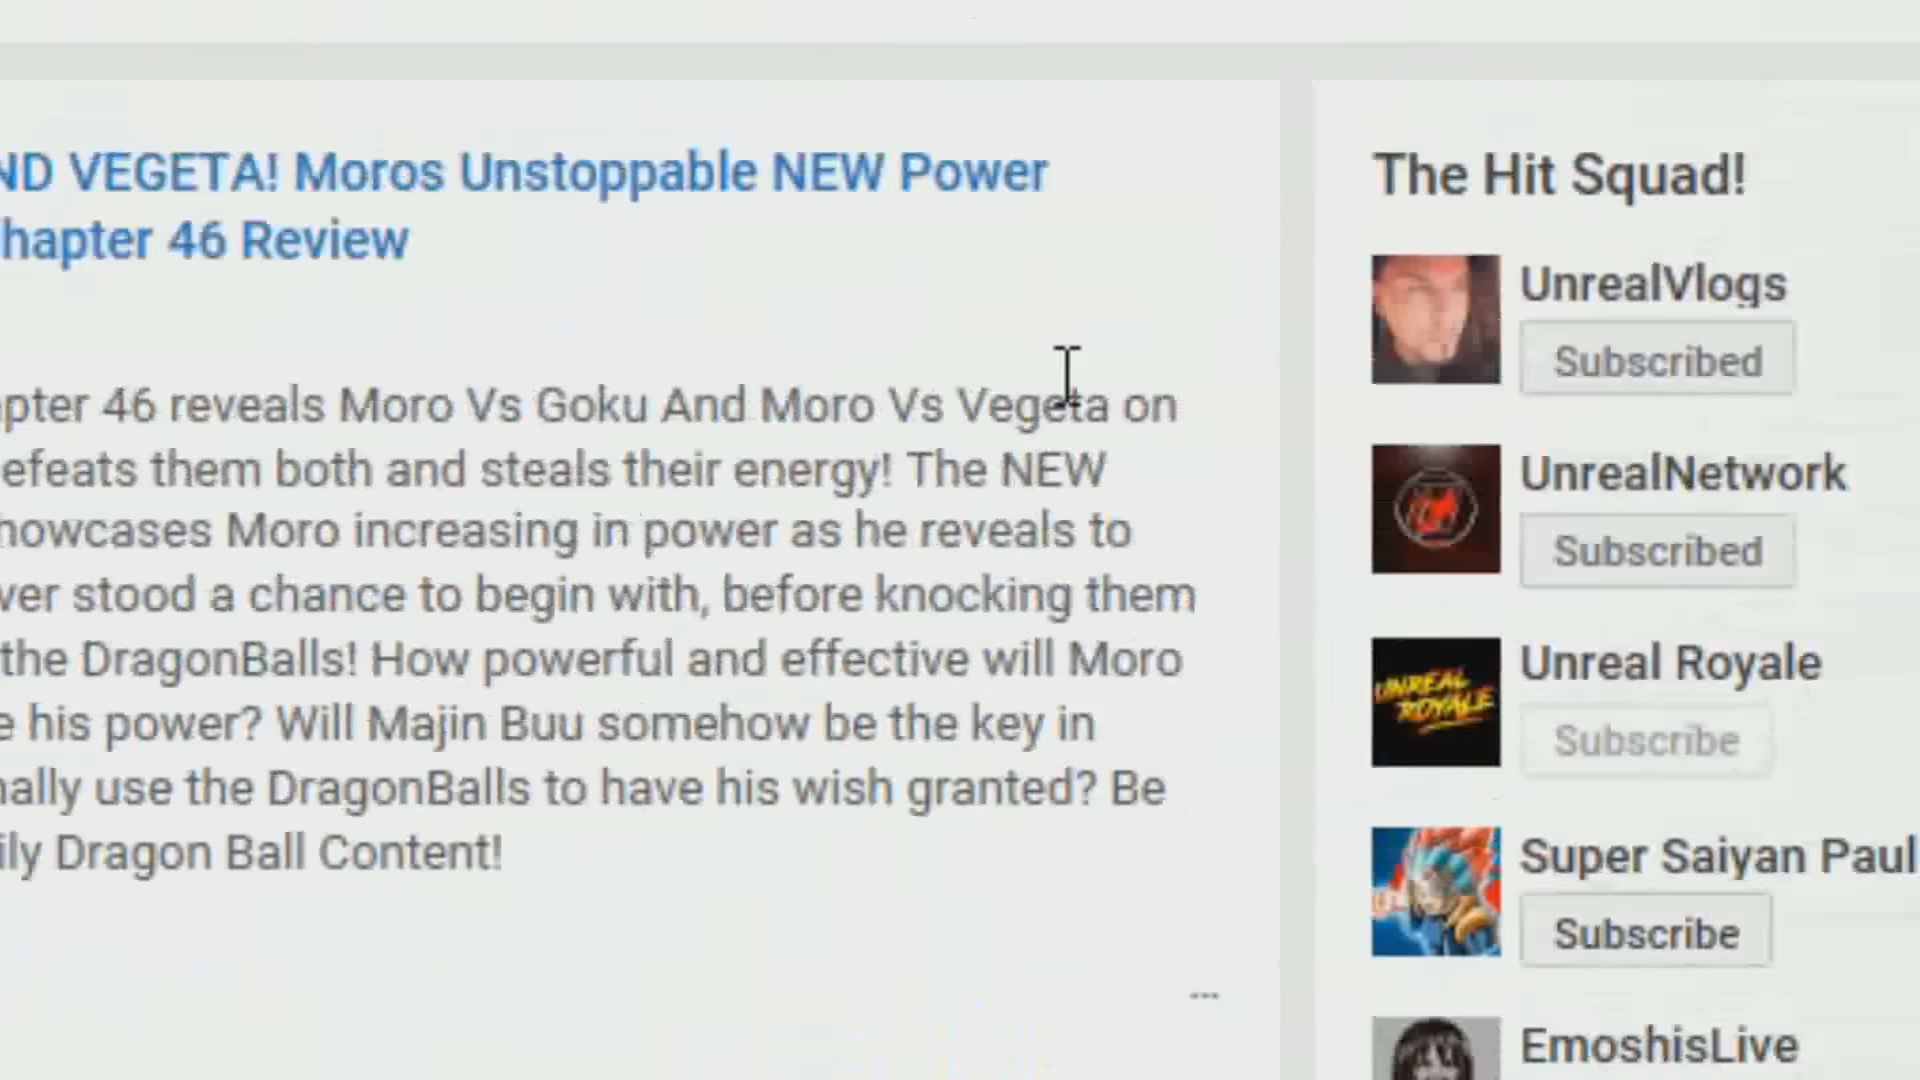 ND VEGETA! Moros Unstoppable NEW Power
hapter 46 Review
pter 46 reveals Moro Vs Goku And Moro Vs Vegeta on
efeats them both and steals their energy! The NEW
howcases Moro increasing in power as he reveals to
ver stood a chance to begin with, before knocking them
the DragonBalls! How powerful and effective will Moro
e his power? Will Majin Buu somehow be the key in
nally use the DragonBalls to have his wish granted? Be
ily Dragon Ball Content!
The Hit Squad!
UnrealVlogs
Subscribed
UnrealNetwork
Subscribed
UNREAL
ROYALE
Unreal Royale
Subscribe
Super Saiyan Paul
Subscribe
EmoshisLive